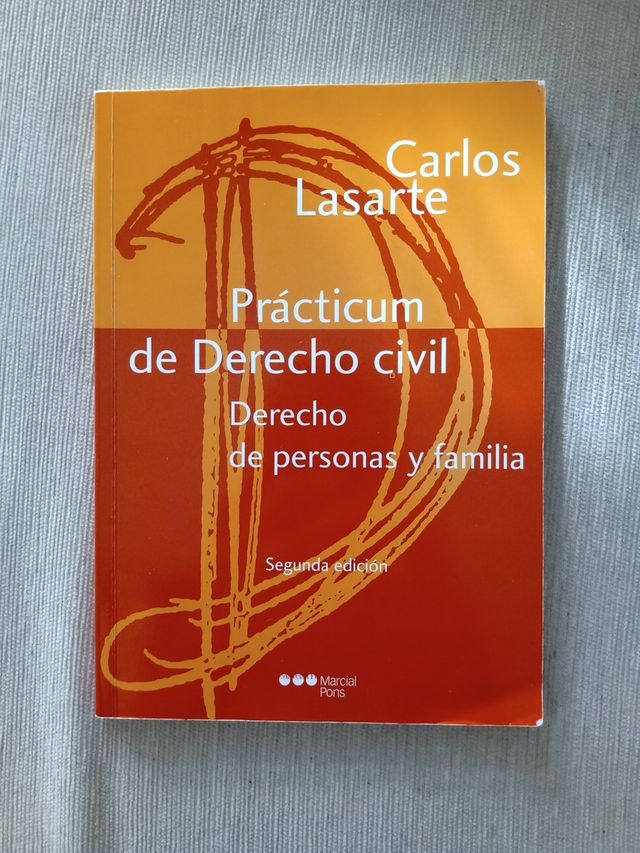 Carlos
Lasarte
Prácticum
de Derecho civil
Derecho
de personas y familia
Segunda edición
Marcial
Pons